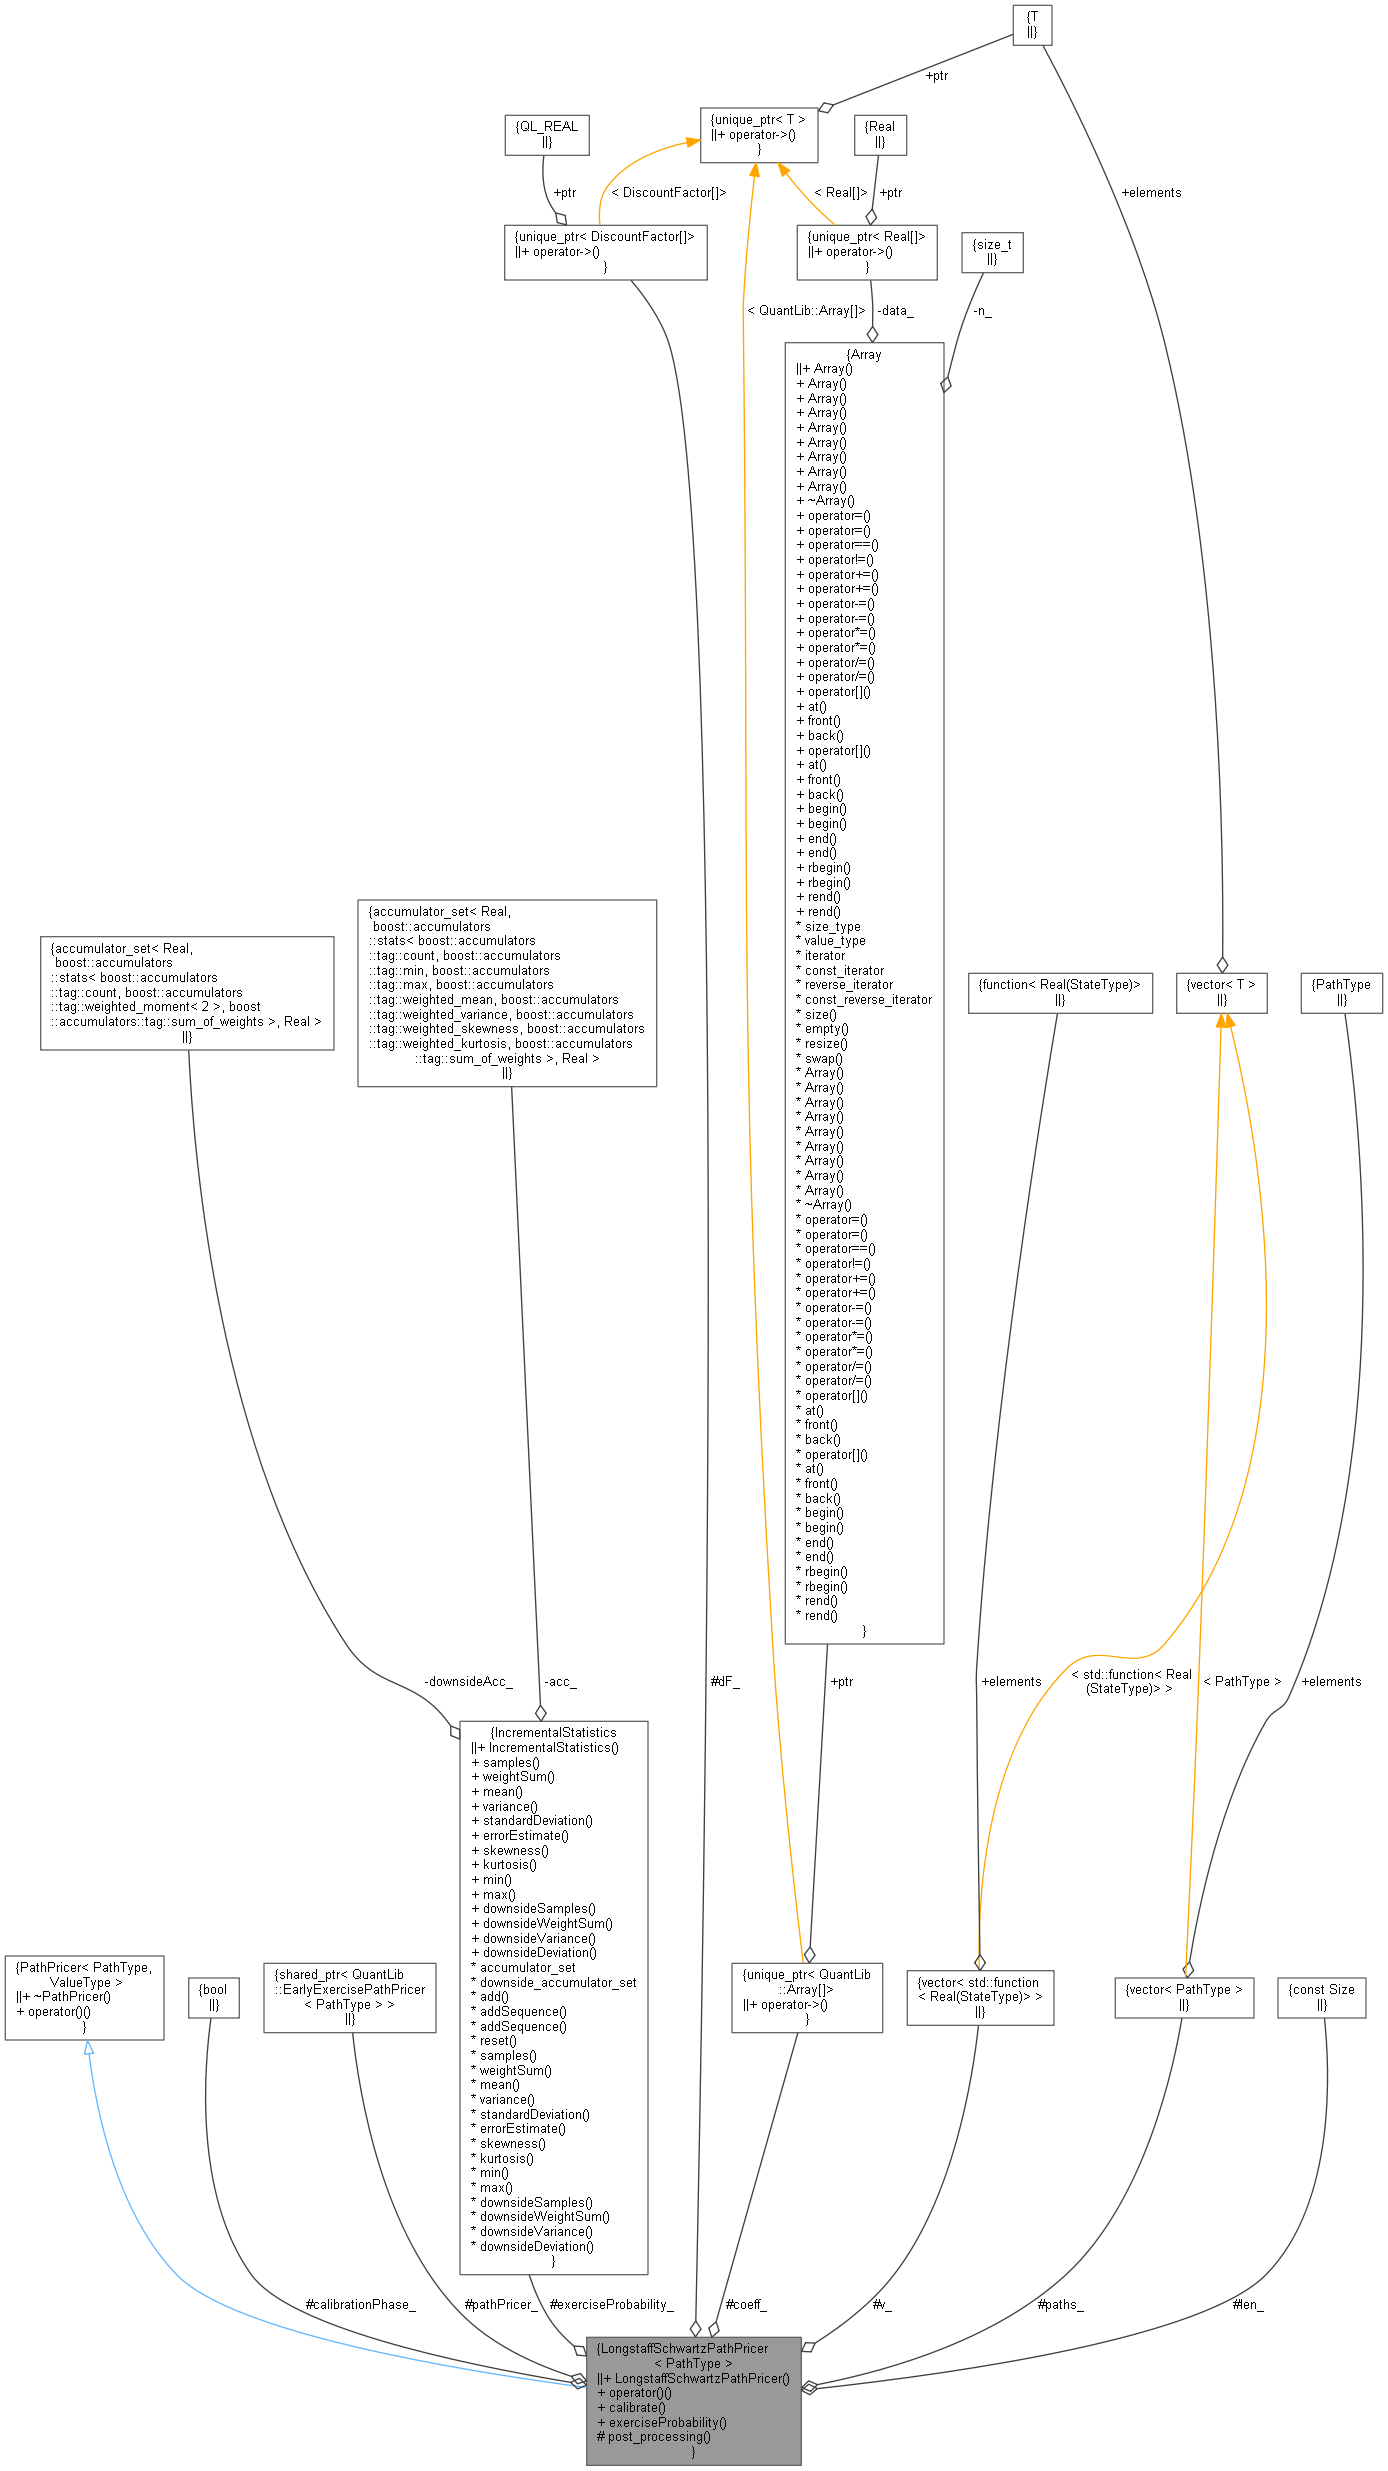 {T
||}
+ptr
{QL_REAL
||}
{unique_ptr< T >
||+ operator->()
}
{Real
||}
+elements
+ptr
< DiscountFactor[]>
< Real[]>
+ptr
{unique_ptr< DiscountFactor[]>
||+ operator->()
}
{unique_ptr< Real[]>
||+ operator->()
}
{size_t
||}
< QuantLib::Array[]>
-data_
-n_
{Array
||+ Array()
+ Array()
+ Array()
+ Array()
+ Array()
+ Array()
+ Array()
+ Array()
+ Array()
+ ~Array()
+ operator=()
+ operator=()
+ operator==()
+ operator!=()
+ operator+=()
+ operator+=()
+ operator-=()
+ operator-=()
+ operator*=()
+ operator*=()
+ operator/=()
+ operator/=()
+ operator[]()
+ at()
+ front()
+ back()
+ operator[]()
+ at()
+ front()
+ back()
+ begin()
+ begin()
+ end()
+ end()
+ rbegin()
+ rbegin()
+ rend()
+ rend()
* size_type
* value_type
* iterator
* const_iterator
* reverse_iterator
* const_reverse_iterator
* size()
* empty()
* resize()
* swap()
* Array()
* Array()
* Array()
* Array()
* Array()
* Array()
* Array()
* Array()
* Array()
* ~Array()
* operator=()
* operator=()
* operator==()
* operator!=()
* operator+=()
* operator+=()
* operator-=()
* operator-=()
* operator*=()
* operator*=()
* operator/=()
* operator/=()
* operator[]()
* at()
* front()
* back()
* operator[]()
* at()
* front()
* back()
* begin()
* begin()
* end()
* end()
* rbegin()
* rbegin()
* rend()
* rend()
}
{accumulator_set< Real,
boost::accumulators
::stats< boost::accumulators
::tag::count, boost::accumulators
::tag::weighted_moment< 2 >, boost
::accumulators::tag::sum_of_weights >, Real >
||}
{accumulator_set< Real,
boost::accumulators
::stats< boost::accumulators
::tag::count, boost::accumulators
::tag::min, boost::accumulators
::tag::max, boost::accumulators
::tag::weighted_mean, boost::accumulators
::tag::weighted_variance, boost::accumulators
::tag::weighted_skewness, boost::accumulators
::tag::weighted_kurtosis, boost::accumulators
::tag::sum_of_weights >, Real >
||}
{function< Real(StateType)>
||}
{vector< T >
||}
{PathType
||}
-downsideAcc_
-acc_
#dF_
+ptr
+elements
< std::function< Real
(StateType)> >
< PathType >
+elements
{IncrementalStatistics
||+ IncrementalStatistics()
+ samples()
+ weightSum()
+ mean()
+ variance()
+ standardDeviation()
+ errorEstimate()
+ skewness()
+ kurtosis()
+ min()
+ max()
+ downsideSamples()
+ downsideWeightSum()
+ downsideVariance()
+ downsideDeviation()
* accumulator_set
* downside_accumulator_set
* add()
* addSequence()
* addSequence()
* reset()
* samples()
* weightSum()
* mean()
* variance()
* standardDeviation()
* errorEstimate()
* skewness()
* kurtosis()
* min()
* max()
* downsideSamples()
* downsideWeightSum()
* downsideVariance()
* downsideDeviation()
}
{PathPricer< PathType,
ValueType >
||+ ~PathPricer()
+ operator()()
}
{bool
||}
{shared_ptr< QuantLib
::EarlyExercisePathPricer
< PathType > >
||}
{unique_ptr< QuantLib
::Array[]>
||+ operator->()
}
{vector< std::function
< Real(StateType)> >
||}
{vector< PathType >
||}
{const Size
||}
#calibrationPhase_
#pathPricer_
#exerciseProbability_
#coeff_
#v_
#paths_
#len_
{LongstaffSchwartzPathPricer
< PathType >
||+ LongstaffSchwartzPathPricer()
+ operator()()
+ calibrate()
+ exerciseProbability()
# post_processing()
}